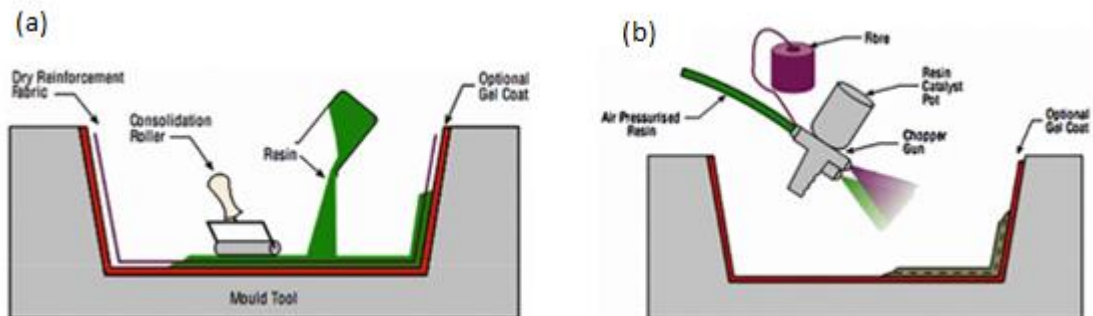 (a)
Dry Reinforcement
Fabric
Consolidation
Roller
Resin
Optional
Gel Coat
Mould Tool
(b)
Fibre
Resin
Catalyst
Pot
Air Pressurised
Resin
Chopper
Gun
Optional
Gel Coat